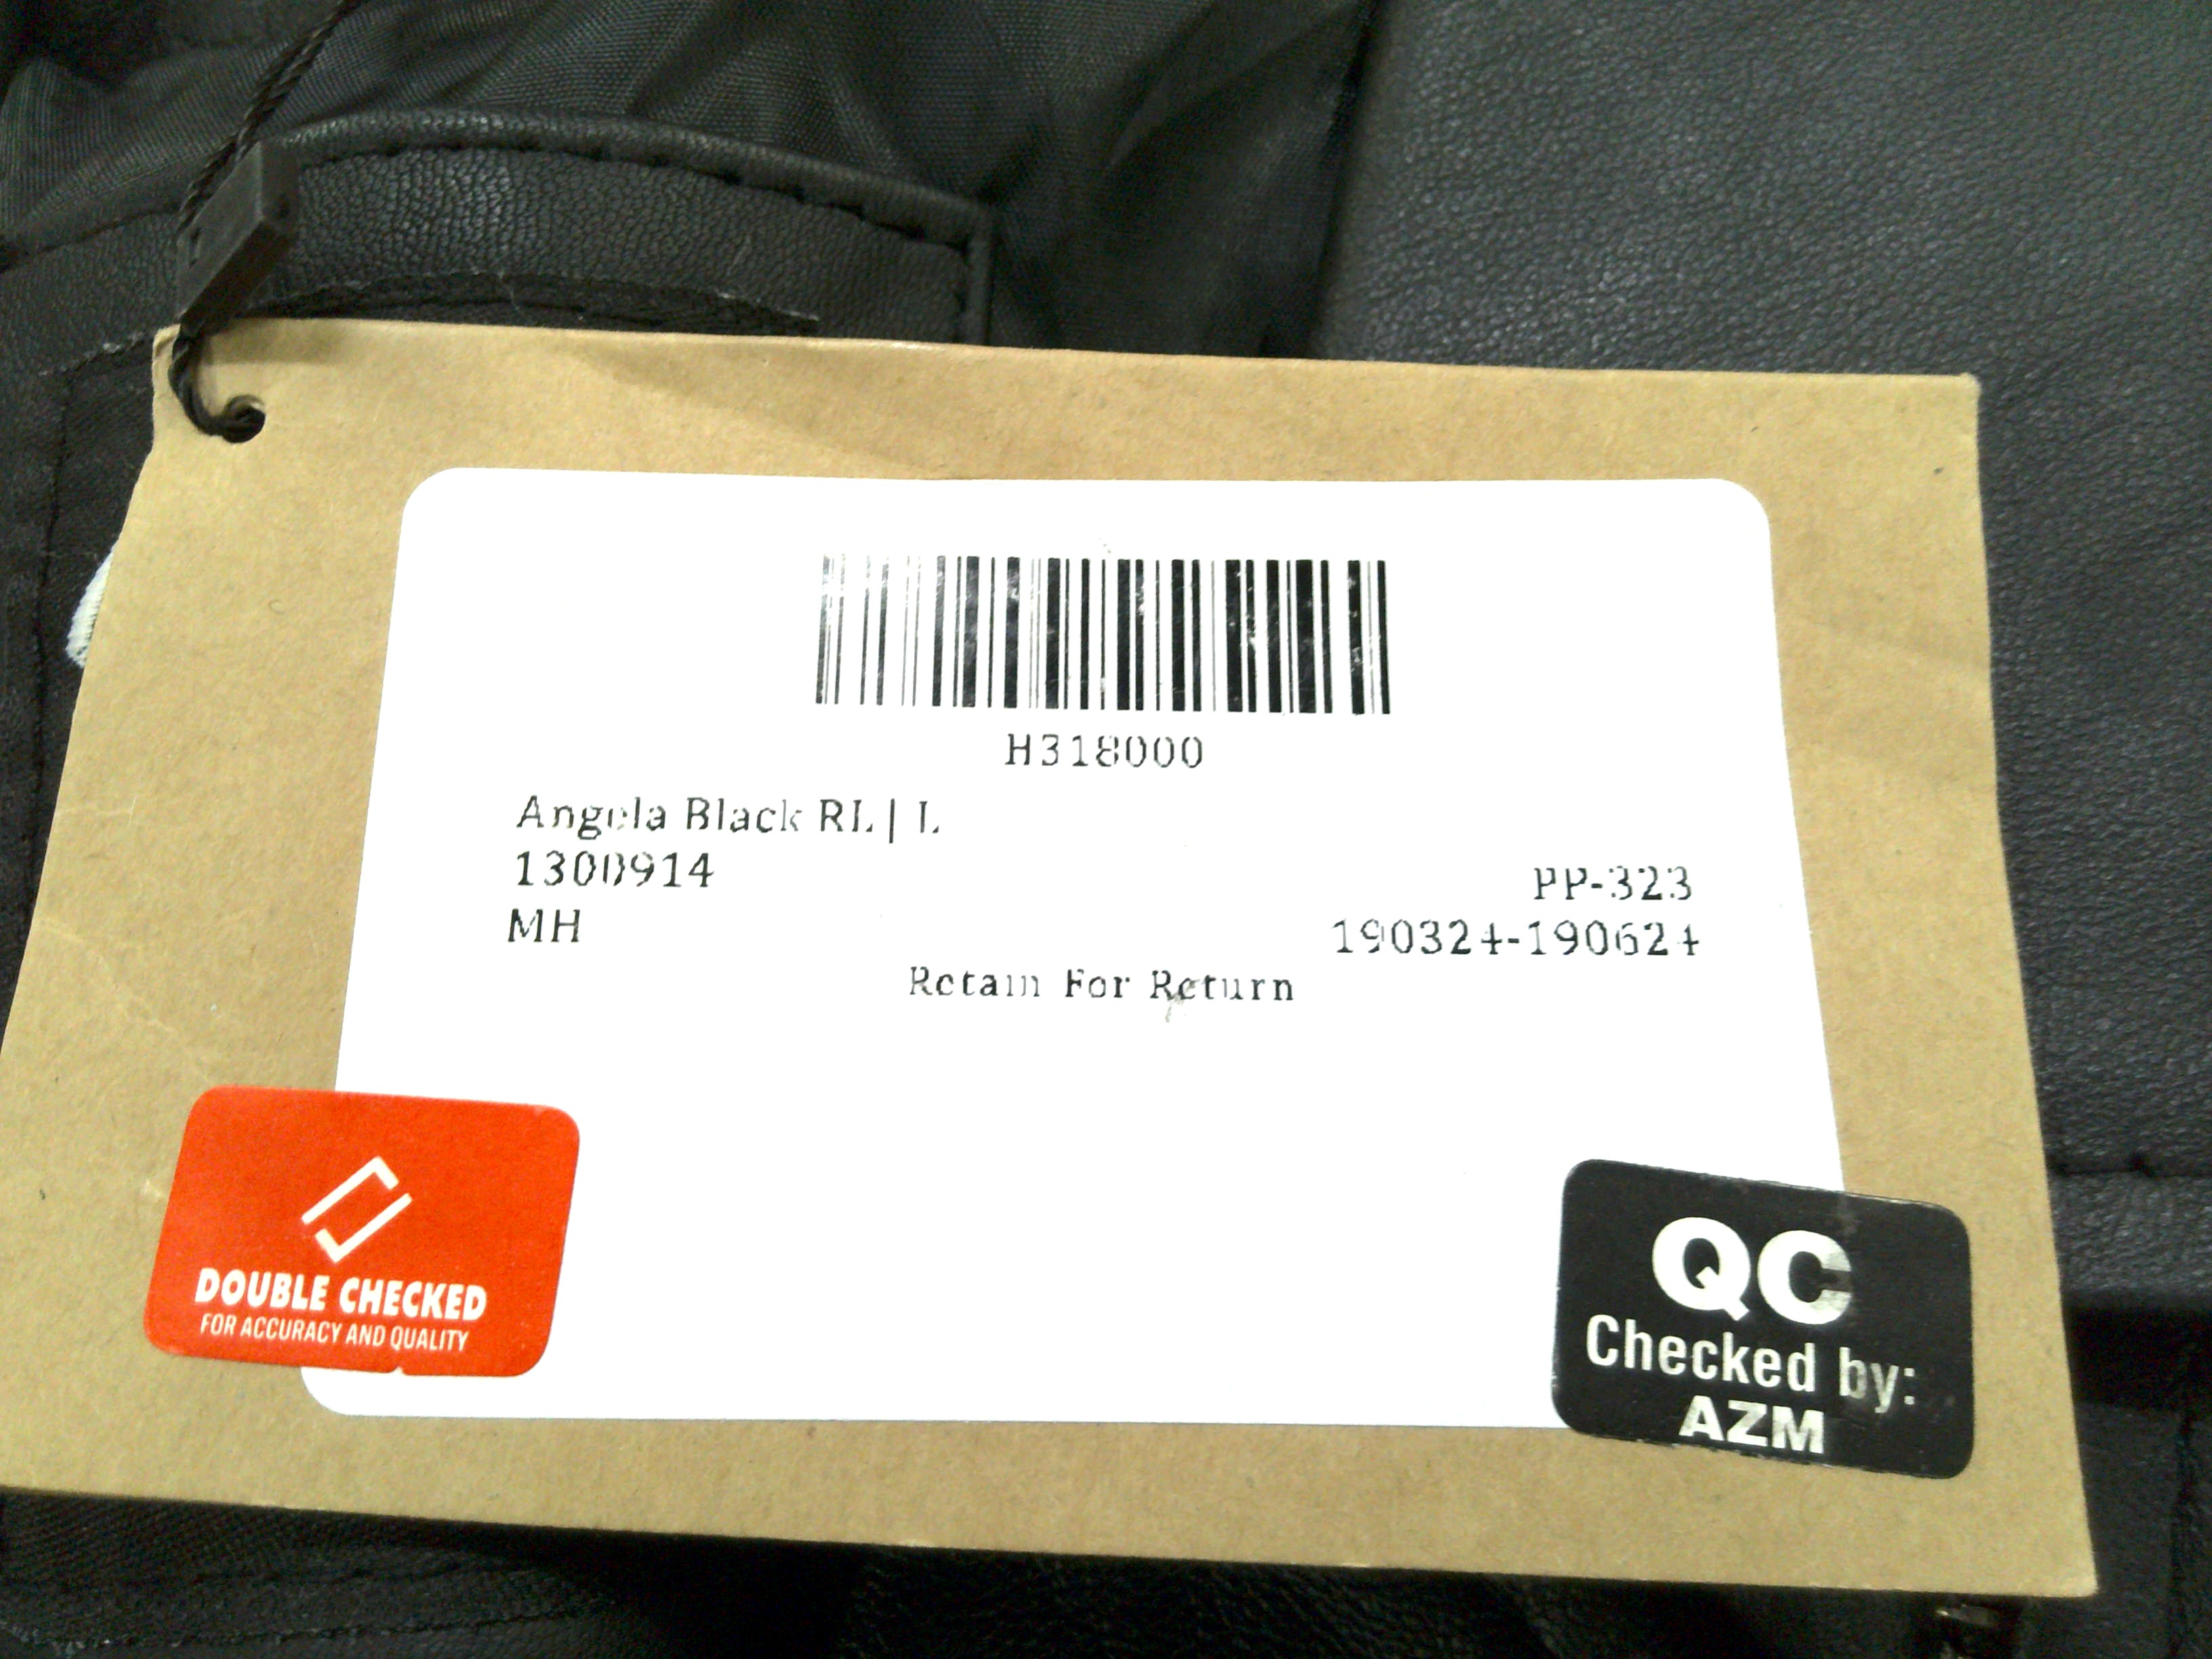 H318000
Angela Black RL | L
1300914
PP-323
MH
190324-190624
Retain For Return
DOUBLE CHECKED
FOR ACCURACY AND QUALITY
QC
Checked by:
AZM